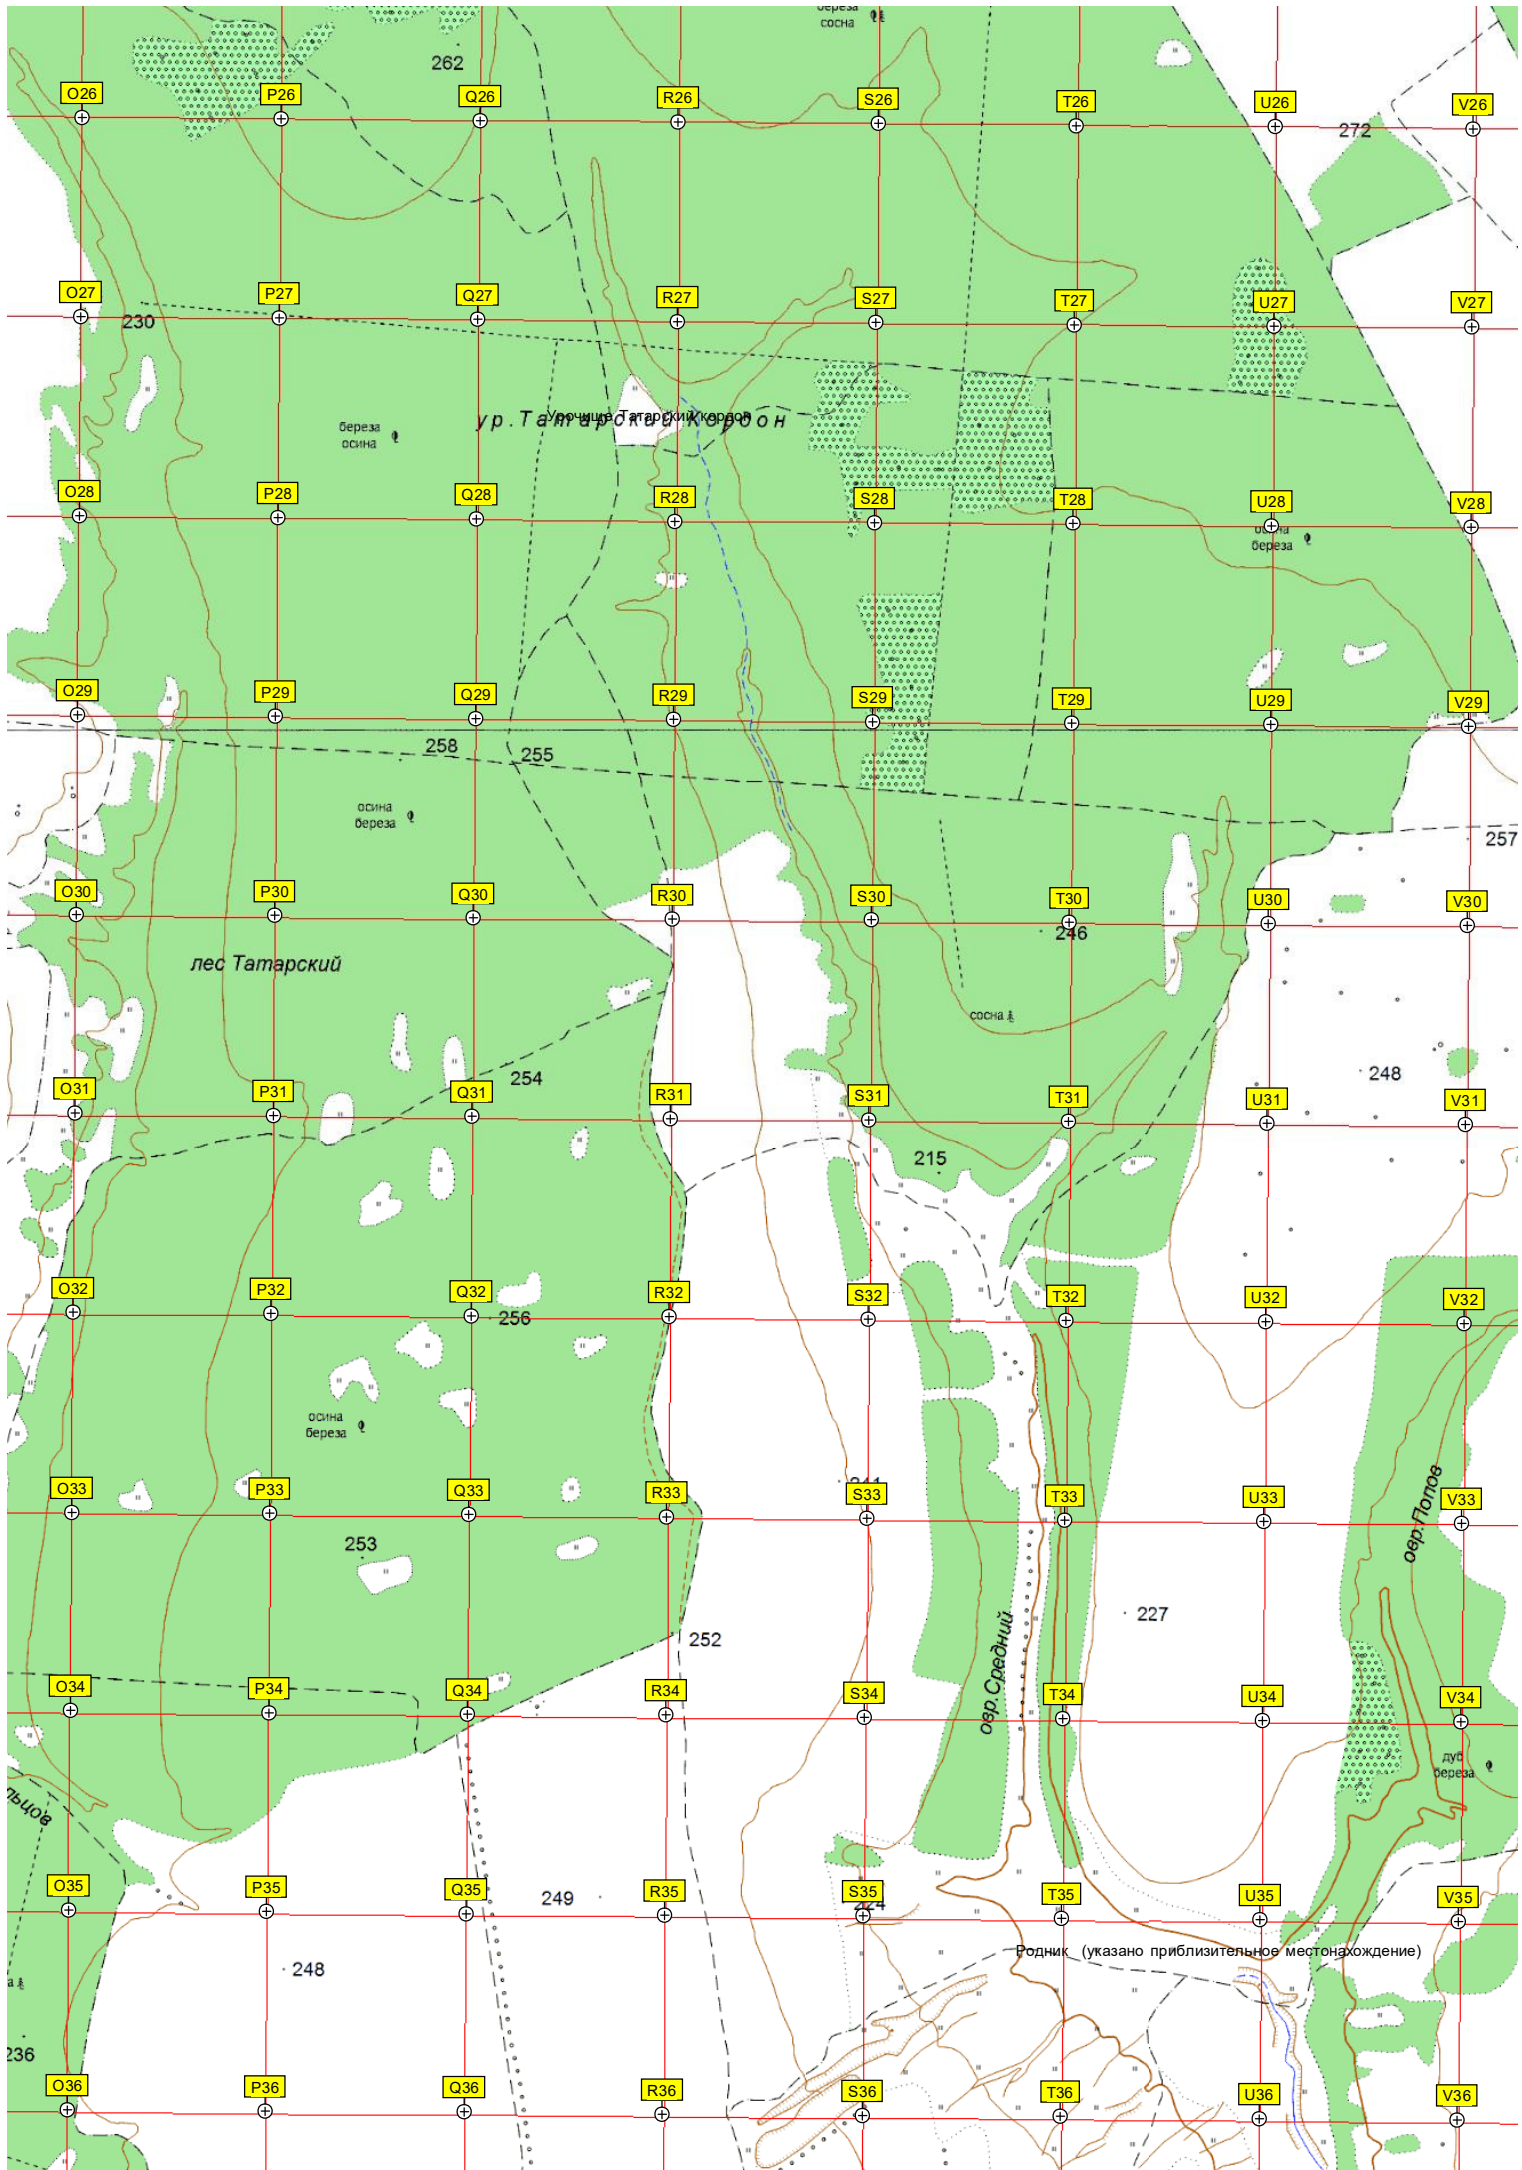 береза
сосна
262
O26 P26 Q26 R26 S26 T26 U26 V26
272
O27 P27 Q27 R27 S27 T27 U27 V27
230
ур.Татарский Кордон
Урочище Татарский кордон
береза
осина
O28 P28 Q28 R28 S28 T28 U28 V28
осина
береза
O29 P29 Q29 R29 S29 T29 U29 V29
258 255
осина
береза
257
O30 P30 Q30 R30 S30 T30 U30 V30
246
лес Татарский
сосна
254
248
O31 P31 Q31 R31 S31 T31 U31 V31
215
O32 P32 Q32 R32 S32 T32 U32 V32
256
осина
береза
241
O33 P33 Q33 R33 S33 T33 U33 V33
овр.Попов
253
227
252
овр.Средний
O34 P34 Q34 R34 S34 T34 U34 V34
дуб
береза
льцов
O35 P35 Q35 R35 S35 T35 U35 V35
249
224
Родник (указано приблизительное местонахождение)
248
236
O36 P36 Q36 R36 S36 T36 U36 V36